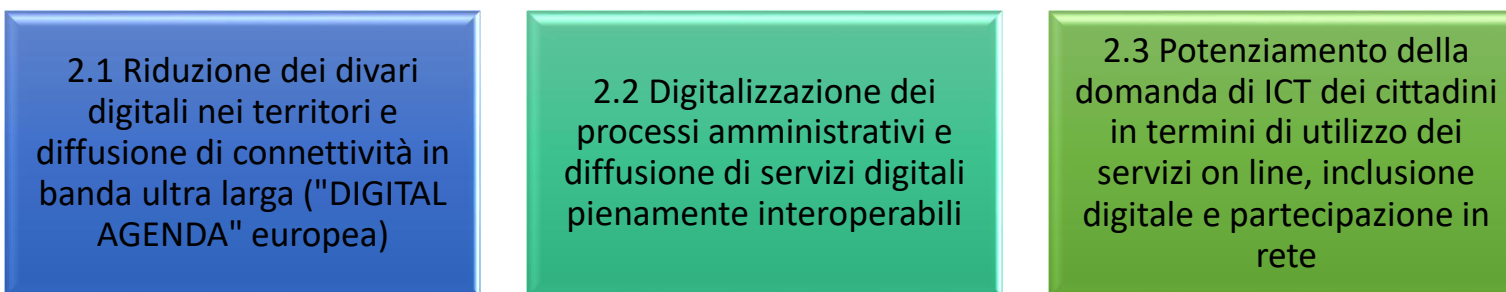 2.1 Riduzione dei divari
digitali nei territori e
diffusione di connettività in
banda ultra larga ("DIGITAL
AGENDA" europea)
2.2 Digitalizzazione dei
processi amministrativi e
diffusione di servizi digitali
pienamente interoperabili
2.3 Potenziamento della
domanda di ICT dei cittadini
in termini di utilizzo dei
servizi on line, inclusione
digitale e partecipazione in
rete